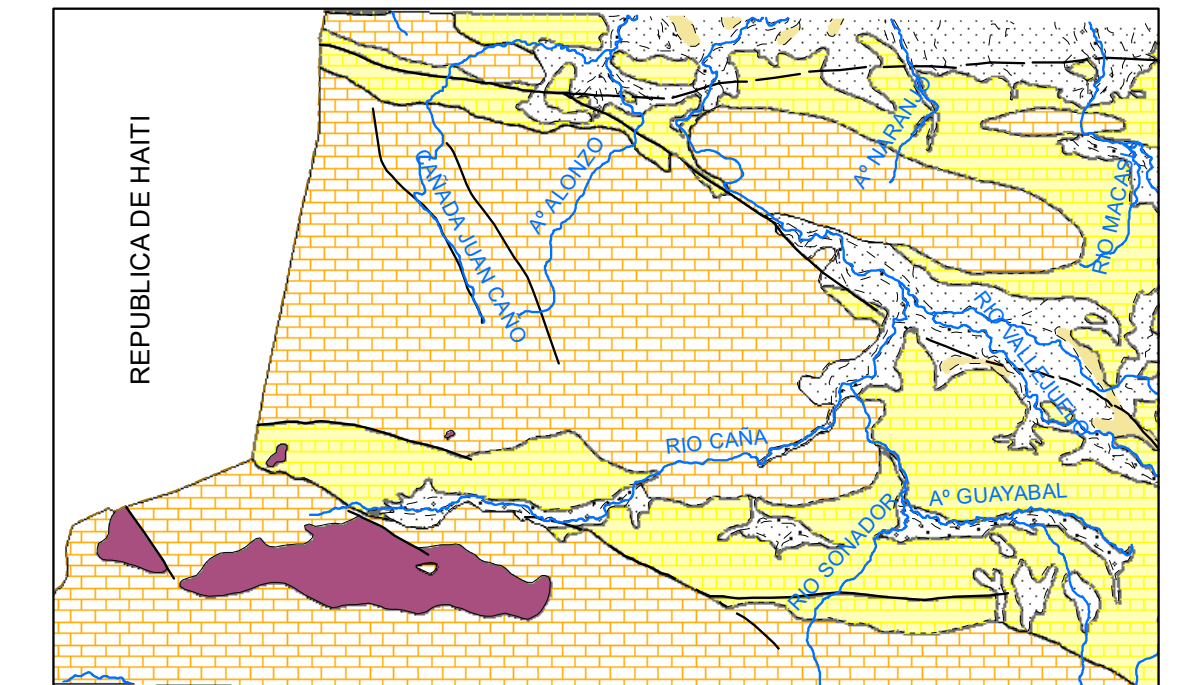 REPUBLICA DE HAITI
CAÑADA JUAN CAÑO
Aº ALONZO
Aº NARANJO
RIO MACASIA
RIO VALLEJUELO
RIO CAÑA
Aº GUAYABAL
RIO SONADOR